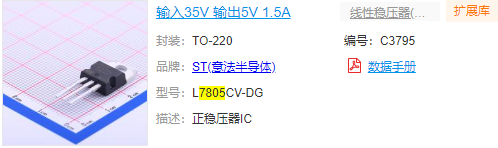 输入35V 输出5V 1.5A
线性稳压器(...
扩展库
封装： TO-220
编号： C3795
品牌： ST(意法半导体)
数据手册
型号： L7805CV-DG
描述： 正稳压器IC